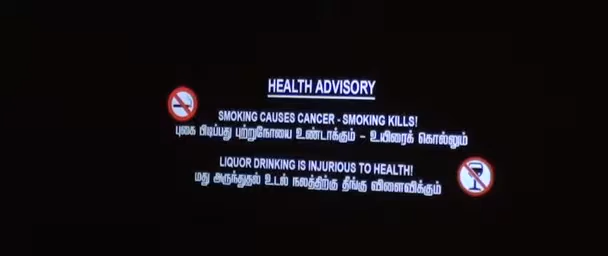 HEALTH ADVISORY
SMOKING CAUSES CANCER - SMOKING KILLS!
புகை பிடிப்பது புற்றுநோயை உண்டாக்கும் - உயிரைக் கொல்லும்
LIQUOR DRINKING IS INJURIOUS TO HEALTH!
மது அருந்துதல் உடல் நலத்திற்கு தீங்கு விளைவிக்கும்